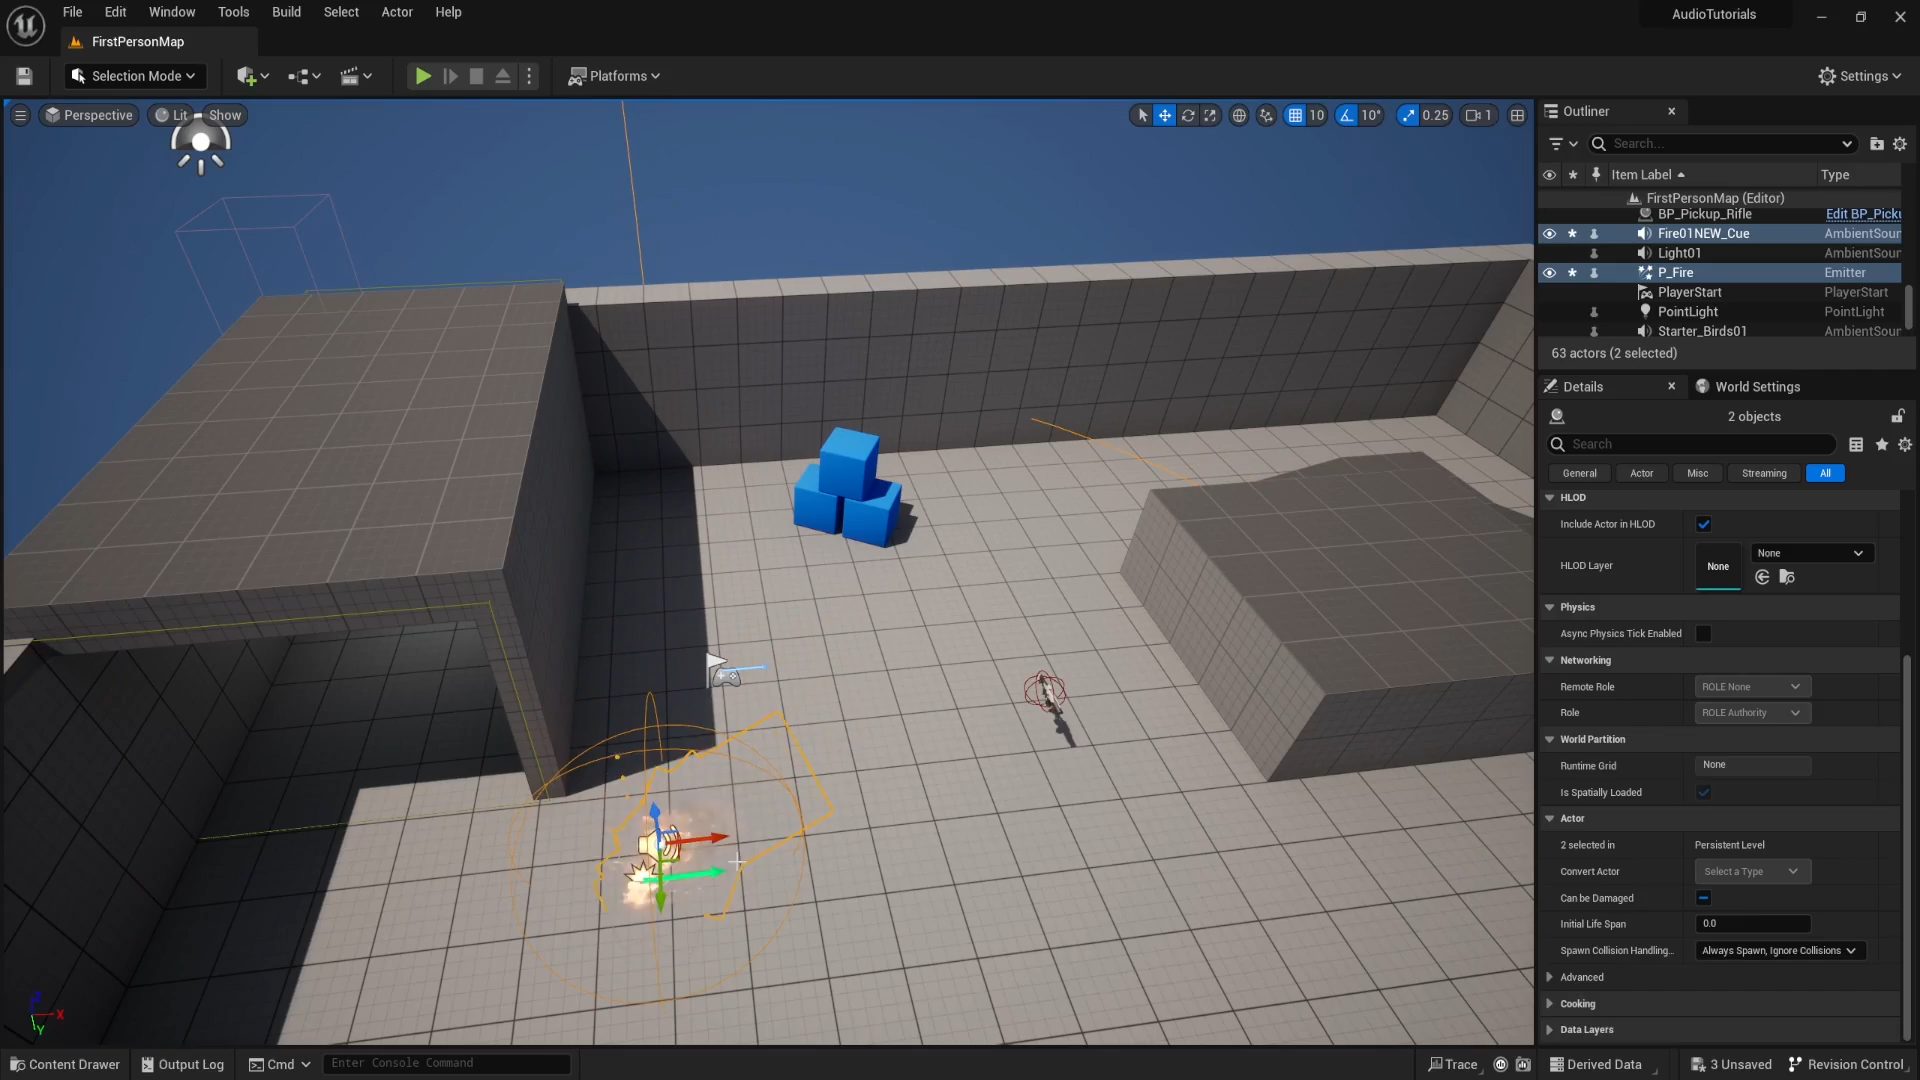 File Edit Window Tools Build Select Actor Help
AudioTutorials
FirstPersonMap
Selection Mode
Platforms
Settings
Perspective Lit Show
10 10° 0.25 1
Outliner
Search...
Item Label Type
FirstPersonMap (Editor)
BP_Pickup_Rifle Edit BP_Picku
Fire01NEW_Cue AmbientSoun
Light01 AmbientSoun
P_Fire Emitter
PlayerStart PlayerStart
PointLight PointLight
Starter_Birds01 AmbientSoun
63 actors (2 selected)
Details World Settings
2 objects
Search
General Actor Misc Streaming All
HLOD
Include Actor in HLOD
HLOD Layer None None
Physics
Async Physics Tick Enabled
Networking
Remote Role ROLE None
Role ROLE Authority
World Partition
Runtime Grid None
Is Spatially Loaded
Actor
2 selected in Persistent Level
Convert Actor Select a Type
Can be Damaged
Initial Life Span 0.0
Spawn Collision Handling... Always Spawn, Ignore Collisions
Advanced
Cooking
Data Layers
Z X Y
Content Drawer Output Log Cmd Enter Console Command
Trace Derived Data 3 Unsaved Revision Control